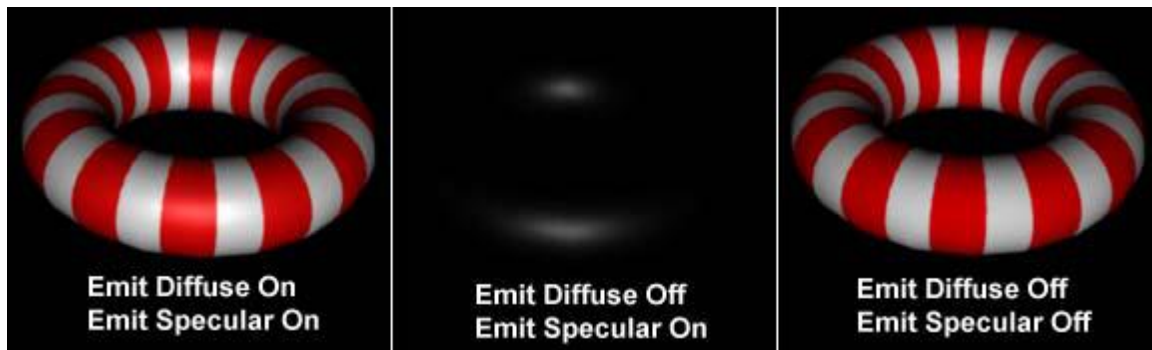 Emit Diffuse On
Emit Specular On
Emit Diffuse Off
Emit Specular On
Emit Diffuse Off
Emit Specular Off